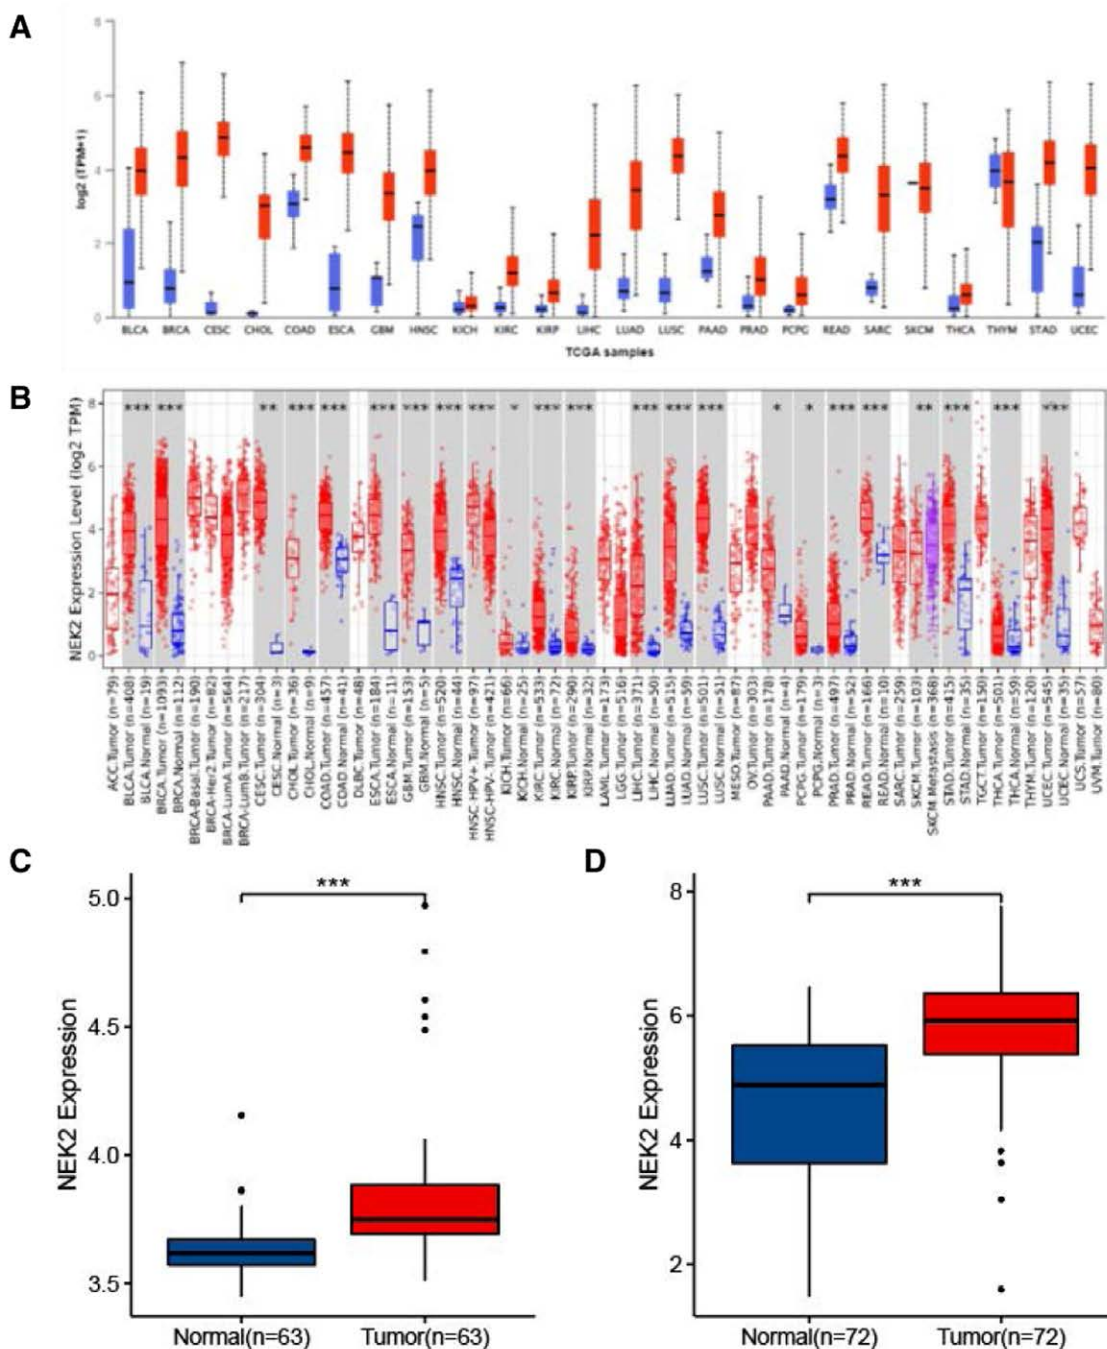 A
8
6
4
2
0
log2 (TPM+1)
BLCA BRCA CESC CHOL COAD ESCA GBM HNSC KICH KIRC KIRP LIHC LUAD LUSC PAAD PRAD PCPG READ SARC SKCM THCA THYM STAD UCEC
TCGA samples
B
8
6
4
2
0
NEK2 Expression Level (log2 TPM)
ACC.Tumor (n=79)
BLCA.Tumor (n=408)
BLCA.Normal (n=19)
BRCA.Tumor (n=1093)
BRCA.Normal (n=112)
BRCA-Basal.Tumor (n=190)
BRCA-Her2.Tumor (n=82)
BRCA-LumA.Tumor (n=564)
BRCA-LumB.Tumor (n=217)
CESC.Tumor (n=304)
CESC.Normal (n=3)
CHOL.Tumor (n=36)
CHOL.Normal (n=9)
COAD.Tumor (n=457)
COAD.Normal (n=41)
DLBC.Tumor (n=48)
ESCA.Tumor (n=184)
ESCA.Normal (n=11)
GBM.Tumor (n=153)
GBM.Normal (n=5)
HNSC.Tumor (n=520)
HNSC.Normal (n=44)
HNSC-HPV+.Tumor (n=97)
HNSC-HPV-.Tumor (n=421)
KICH.Tumor (n=66)
KICH.Normal (n=25)
KIRC.Tumor (n=533)
KIRC.Normal (n=72)
KIRP.Tumor (n=290)
KIRP.Normal (n=32)
LAML.Tumor (n=173)
LGG.Tumor (n=516)
LIHC.Tumor (n=371)
LIHC.Normal (n=50)
LUAD.Tumor (n=515)
LUAD.Normal (n=59)
LUSC.Tumor (n=501)
LUSC.Normal (n=51)
MESO.Tumor (n=87)
OV.Tumor (n=303)
PAAD.Tumor (n=178)
PAAD.Normal (n=4)
PCPG.Tumor (n=179)
PCPG.Normal (n=3)
PRAD.Tumor (n=497)
PRAD.Normal (n=52)
READ.Tumor (n=166)
READ.Normal (n=10)
SARC.Tumor (n=259)
SKCM.Tumor (n=103)
SKCM.Metastasis (n=368)
STAD.Tumor (n=415)
STAD.Normal (n=35)
TGCT.Tumor (n=150)
THCA.Tumor (n=501)
THCA.Normal (n=59)
THYM.Tumor (n=120)
UCEC.Tumor (n=545)
UCEC.Normal (n=35)
UCS.Tumor (n=57)
UVM.Tumor (n=80)
C
***
5.0
4.5
4.0
3.5
NEK2 Expression
Normal(n=63) Tumor(n=63)
D
***
8
6
4
2
NEK2 Expression
Normal(n=72) Tumor(n=72)